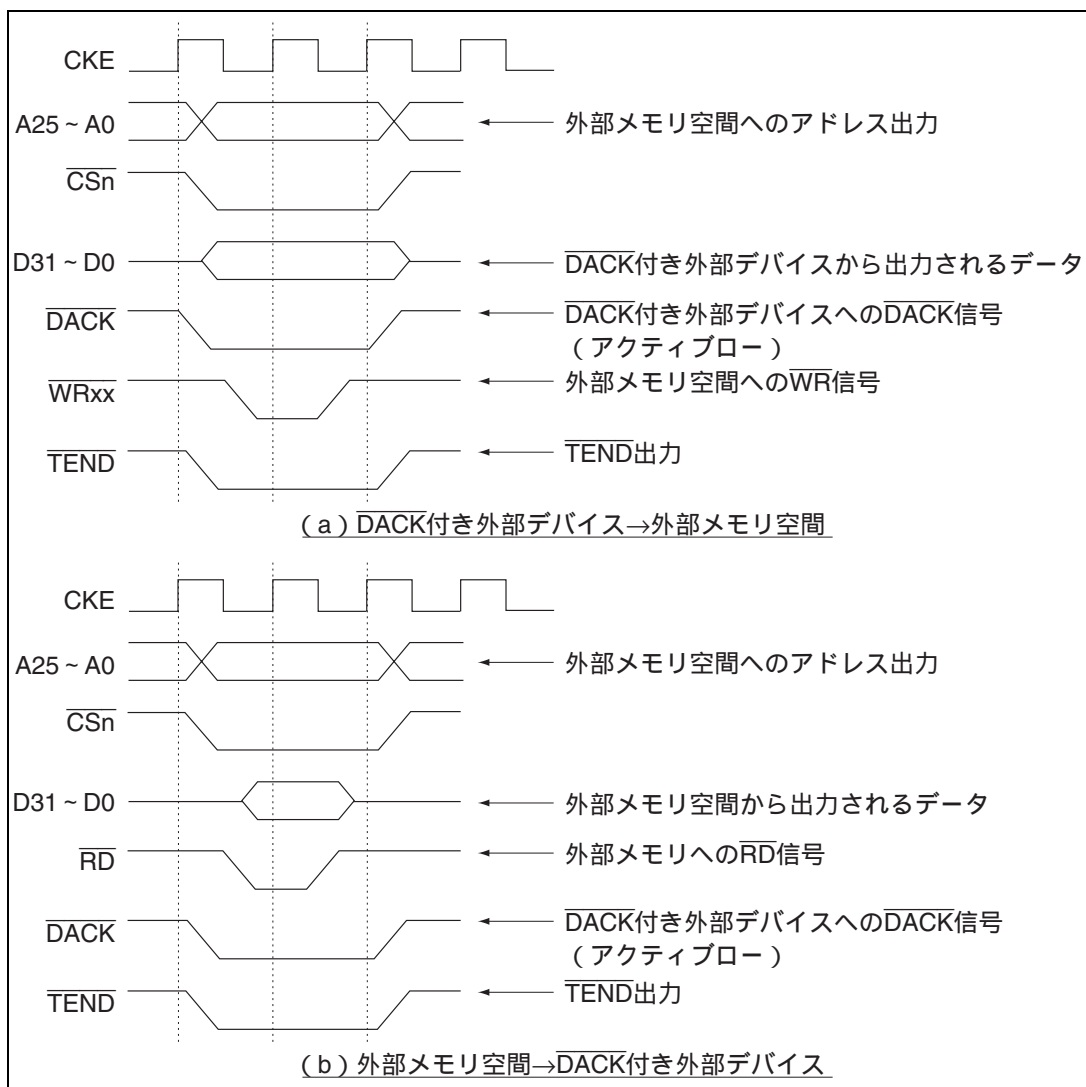 CKE
A25～A0 外部メモリ空間へのアドレス出力
CSn
D31～D0 DACK付き外部デバイスから出力されるデータ
DACK DACK付き外部デバイスへのDACK信号
（アクティブロー）
WRxx 外部メモリ空間へのWR信号
TEND TEND出力
（a）DACK付き外部デバイス→外部メモリ空間
CKE
A25～A0 外部メモリ空間へのアドレス出力
CSn
D31～D0 外部メモリ空間から出力されるデータ
RD 外部メモリへのRD信号
DACK DACK付き外部デバイスへのDACK信号
（アクティブロー）
TEND TEND出力
（b）外部メモリ空間→DACK付き外部デバイス